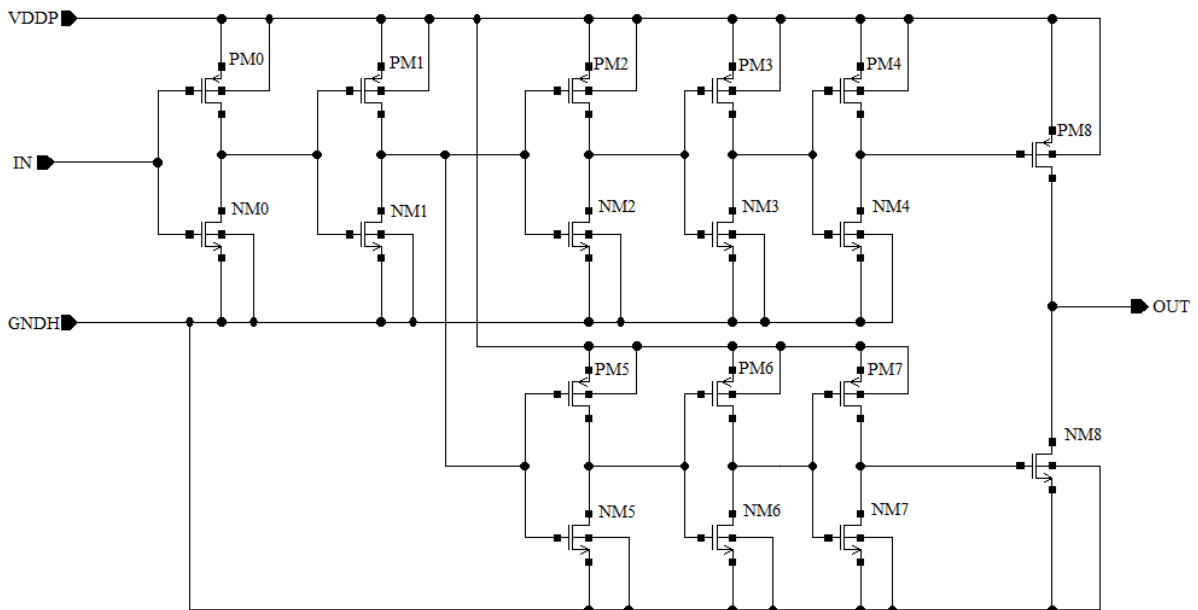 VDDP
PM0
PM1
PM2
PM3
PM4
PM8
IN
NM0
NM1
NM2
NM3
NM4
GNDH
OUT
PM5
PM6
PM7
NM8
NM5
NM6
NM7